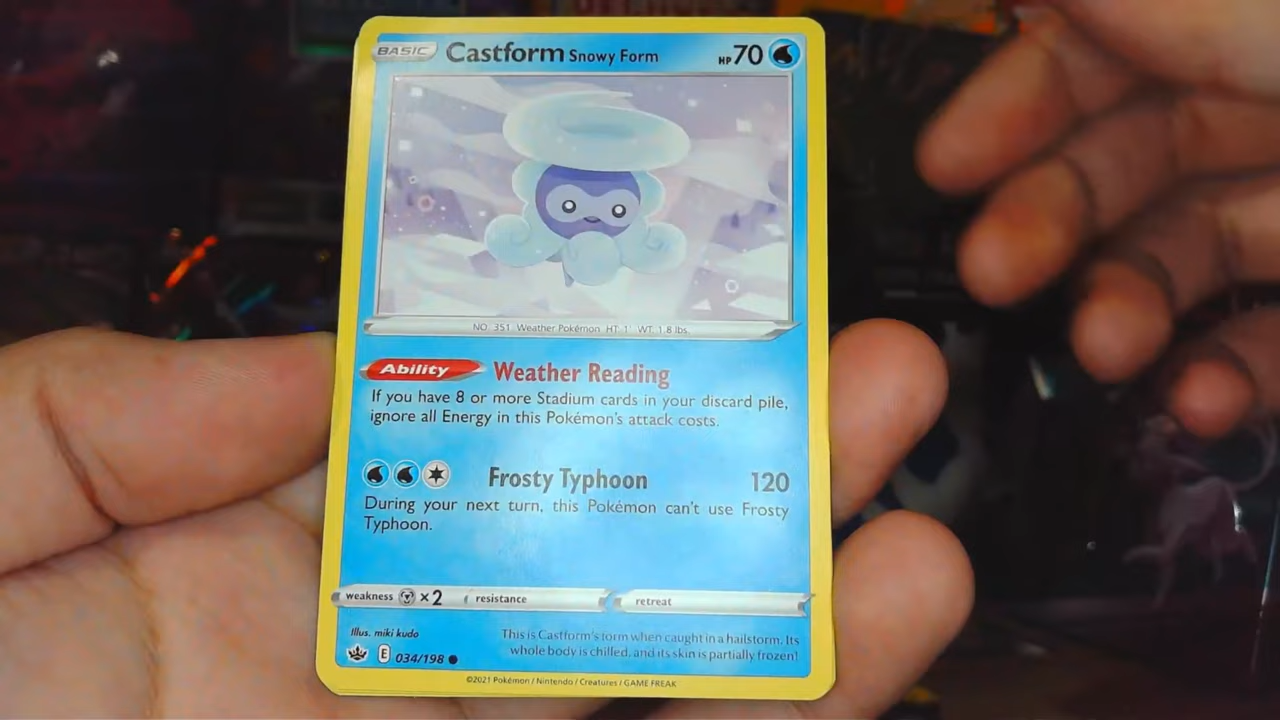 BASIC Castform Snowy Form HP 70
NO. 351 Weather Pokémon HT. 1' WT. 1.8 lbs.
Ability Weather Reading
If you have 8 or more Stadium cards in your discard pile,
ignore all Energy in this Pokémon's attack costs.
Frosty Typhoon 120
During your next turn, this Pokémon can't use Frosty
Typhoon.
weakness ×2 resistance retreat
Illus. miki kudo
This is Castform's form when caught in a hailstorm. Its
whole body is chilled, and its skin is partially frozen!
E 034/198
©2021 Pokémon / Nintendo / Creatures / GAME FREAK